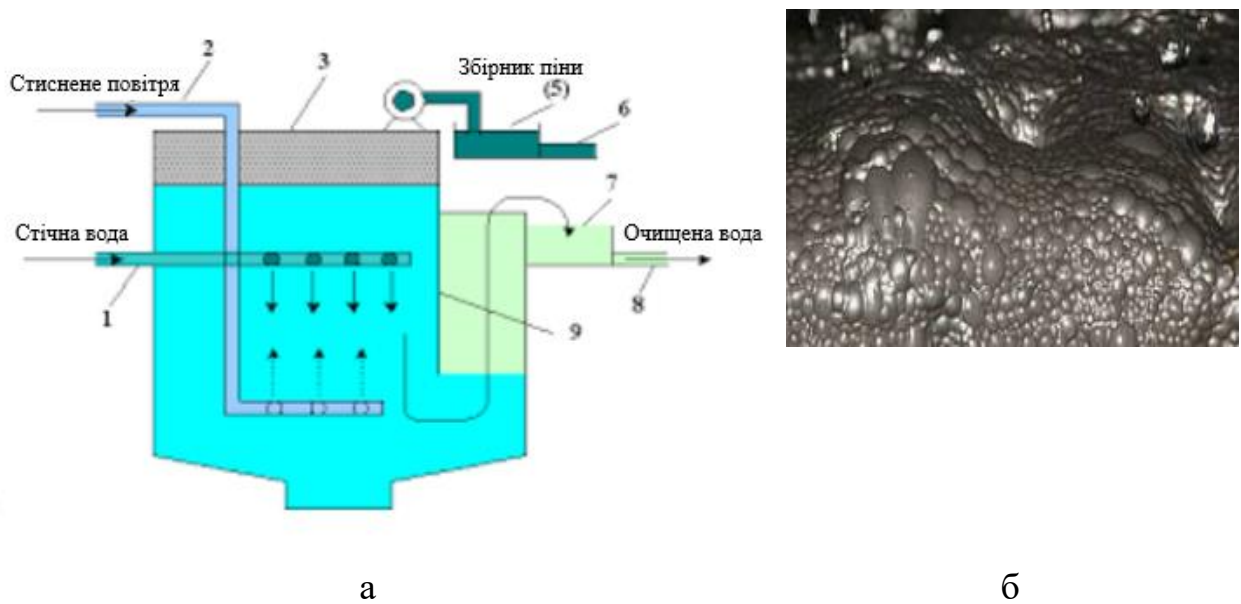 2
3
Стиснене повітря
Збірник піни
(5)
6
7
Стічна вода
Очищена вода
1
8
9
а
б